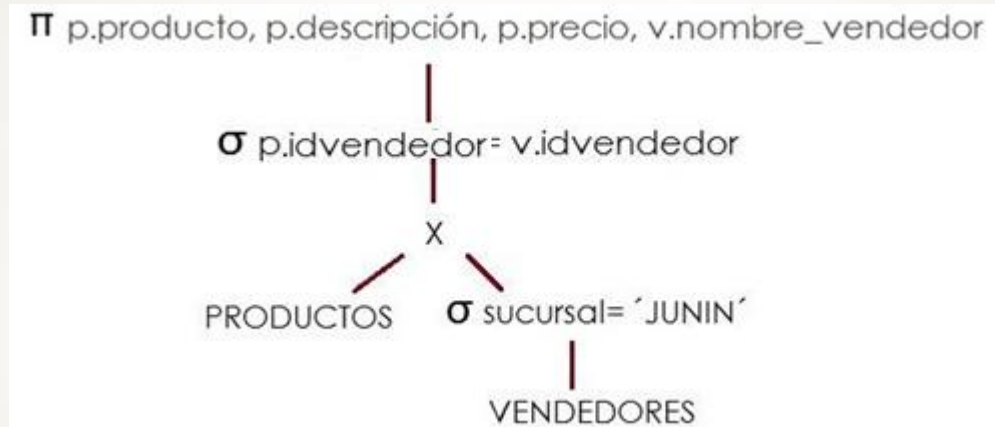 π p.producto, p.descripción, p.precio, v.nombre_vendedor
σ p.idvendedor= v.idvendedor
X
PRODUCTOS σ sucursal= ´JUNIN´
VENDEDORES